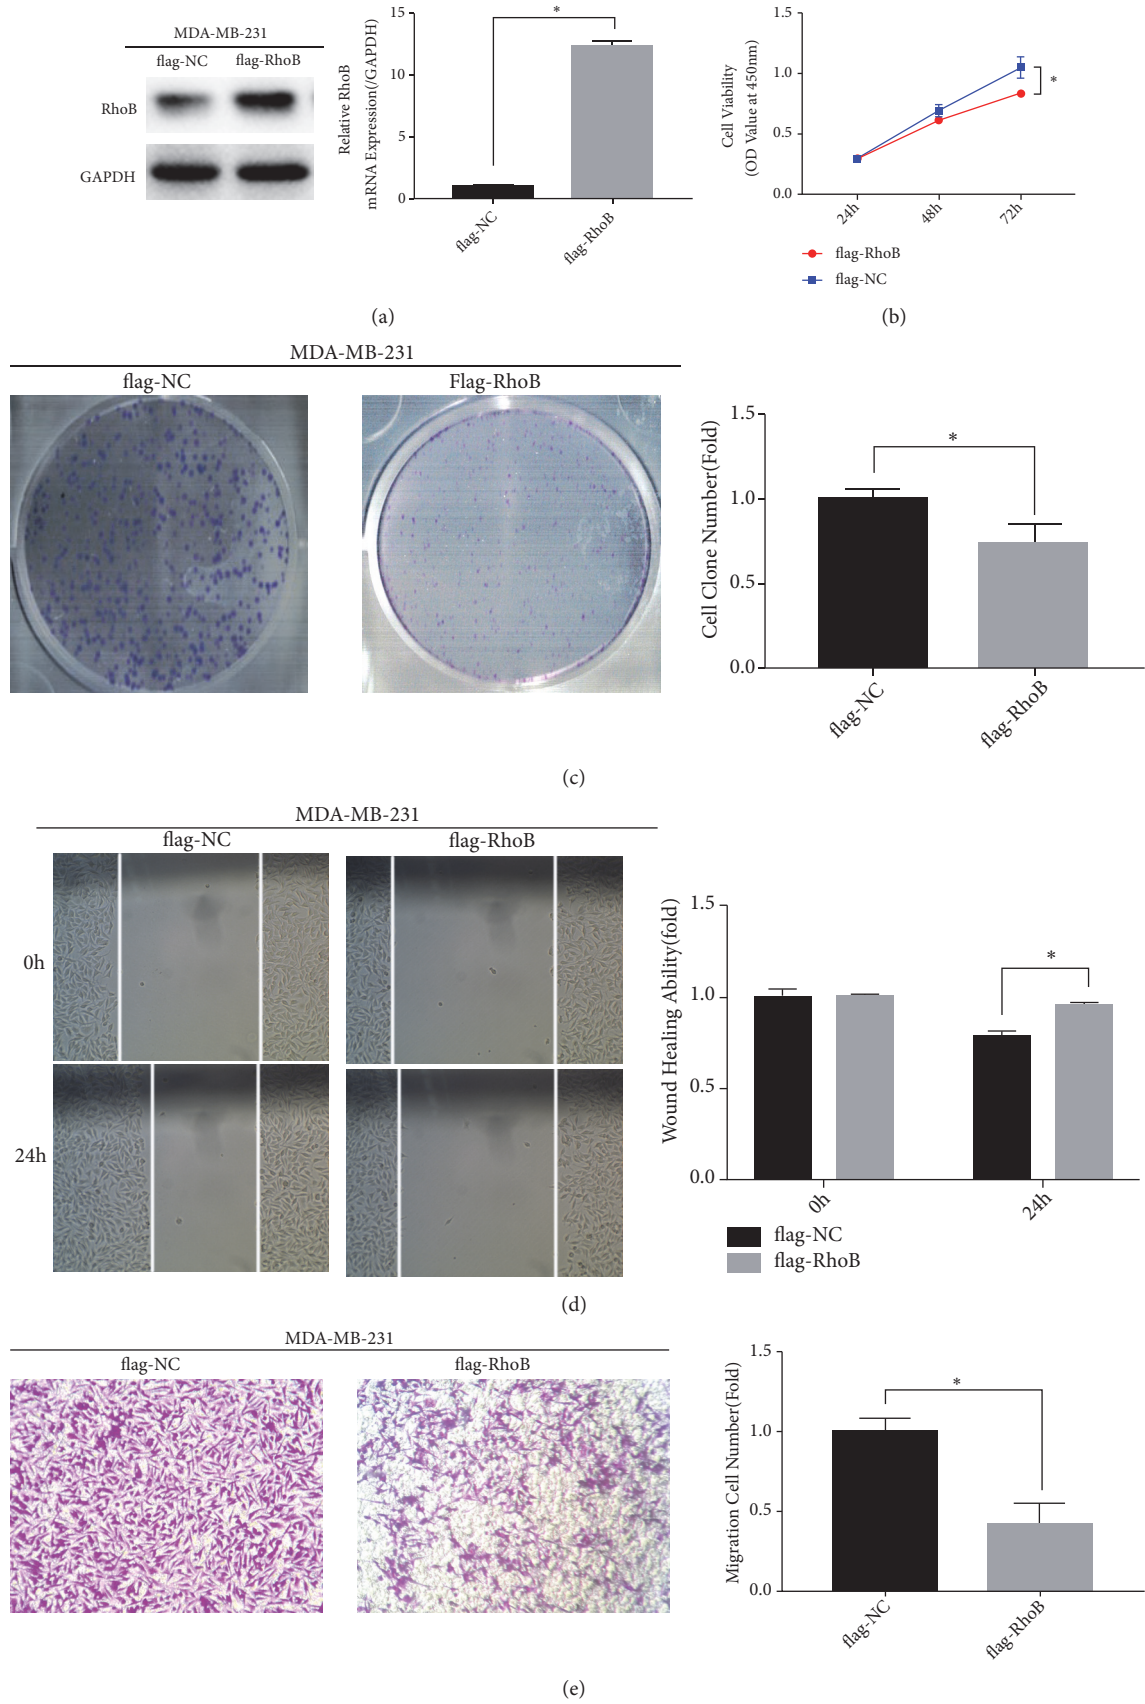 MDA-MB-231
flag-NC flag-RhoB
RhoB
GAPDH
Relative RhoB
mRNA Expression(/GAPDH)
15
10
5
0
*
flag-NC
flag-RhoB
(a)
Cell Viability
(OD Value at 450nm)
1.5
1.0
0.5
0.0
*
24h
48h
72h
flag-RhoB
flag-NC
(b)
MDA-MB-231
flag-NC Flag-RhoB
Cell Clone Number(Fold)
1.5
1.0
0.5
0.0
*
flag-NC
flag-RhoB
(c)
MDA-MB-231
flag-NC flag-RhoB
0h
24h
Wound Healing Ability(fold)
1.5
1.0
0.5
0.0
*
0h
24h
flag-NC
flag-RhoB
(d)
MDA-MB-231
flag-NC flag-RhoB
Migration Cell Number(Fold)
1.5
1.0
0.5
0.0
*
flag-NC
flag-RhoB
(e)